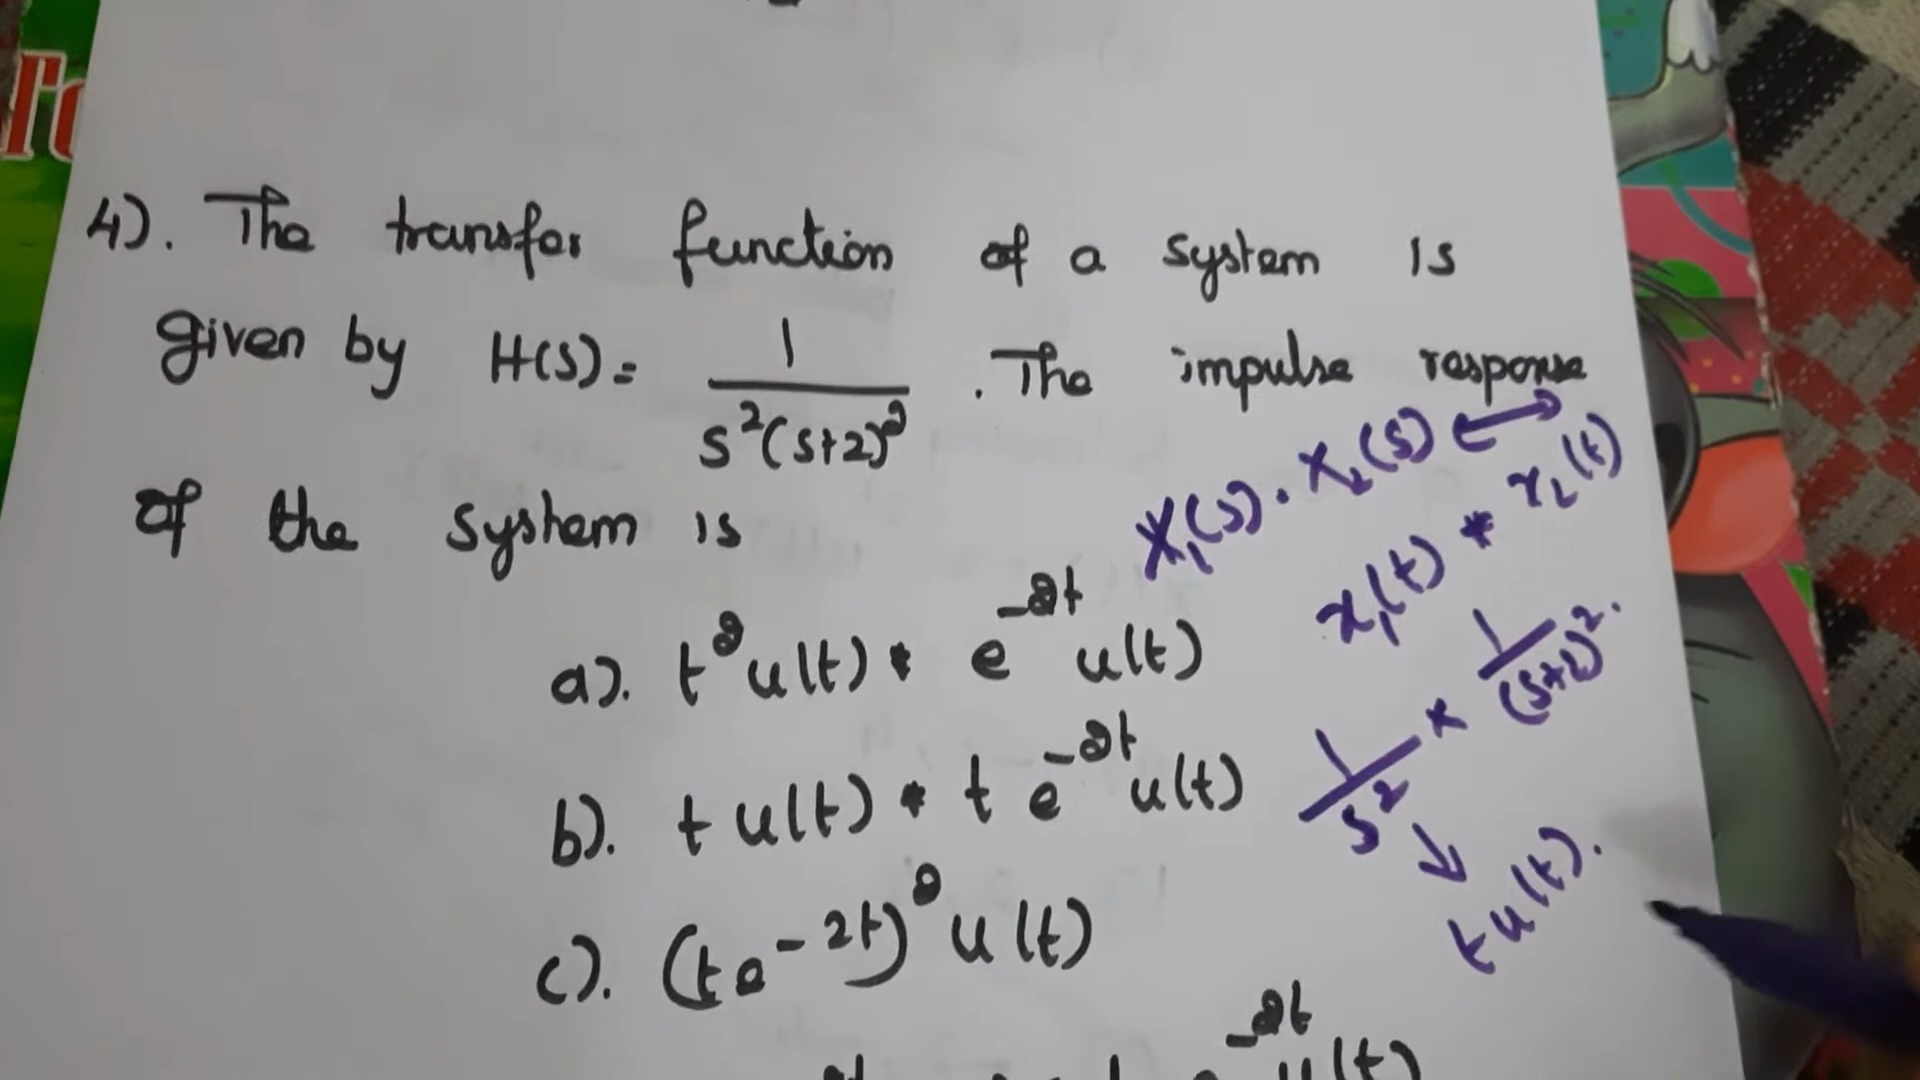 4). The transfer function of a system is
given by H(s) = 1 / s²(s+2)² . The impulse response
of the system is
a). t²u(t) * e^-2t u(t)
b). t u(t) * t e^-2t u(t)
c). (te-2t)² u(t)
X₁(s) . X₂(s) ↔
x₁(t) * x₂(t)
1/s² × 1/(s+2)².
↓
t u(t).